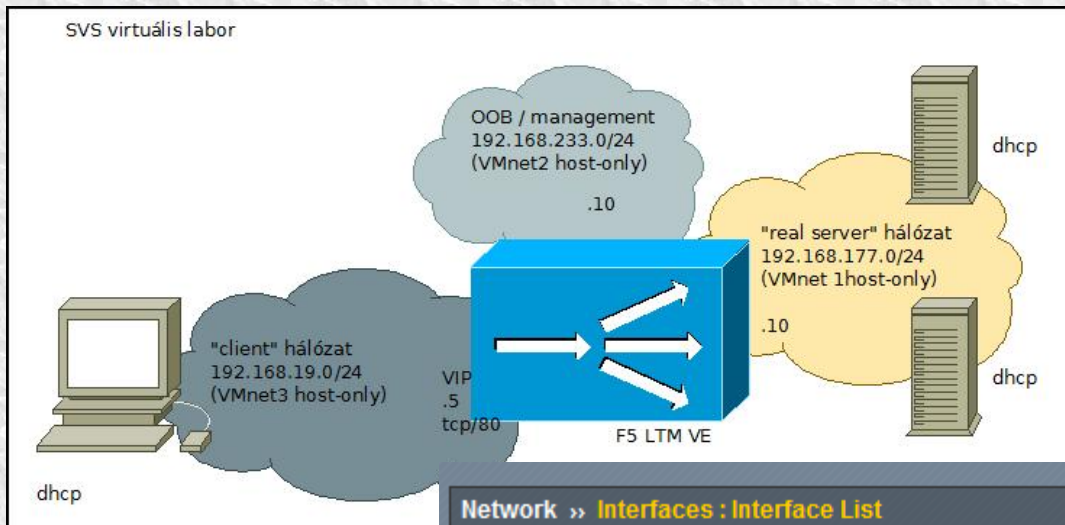 SVS virtuális labor
OOB / management
192.168.233.0/24
(VMnet2 host-only)
.10
dhcp
"real server" hálózat
192.168.177.0/24
(VMnet 1host-only)
.10
"client" hálózat
192.168.19.0/24
(VMnet3 host-only)
VIP
.5
tcp/80
dhcp
F5 LTM VE
dhcp
Network ›› Interfaces : Interface List